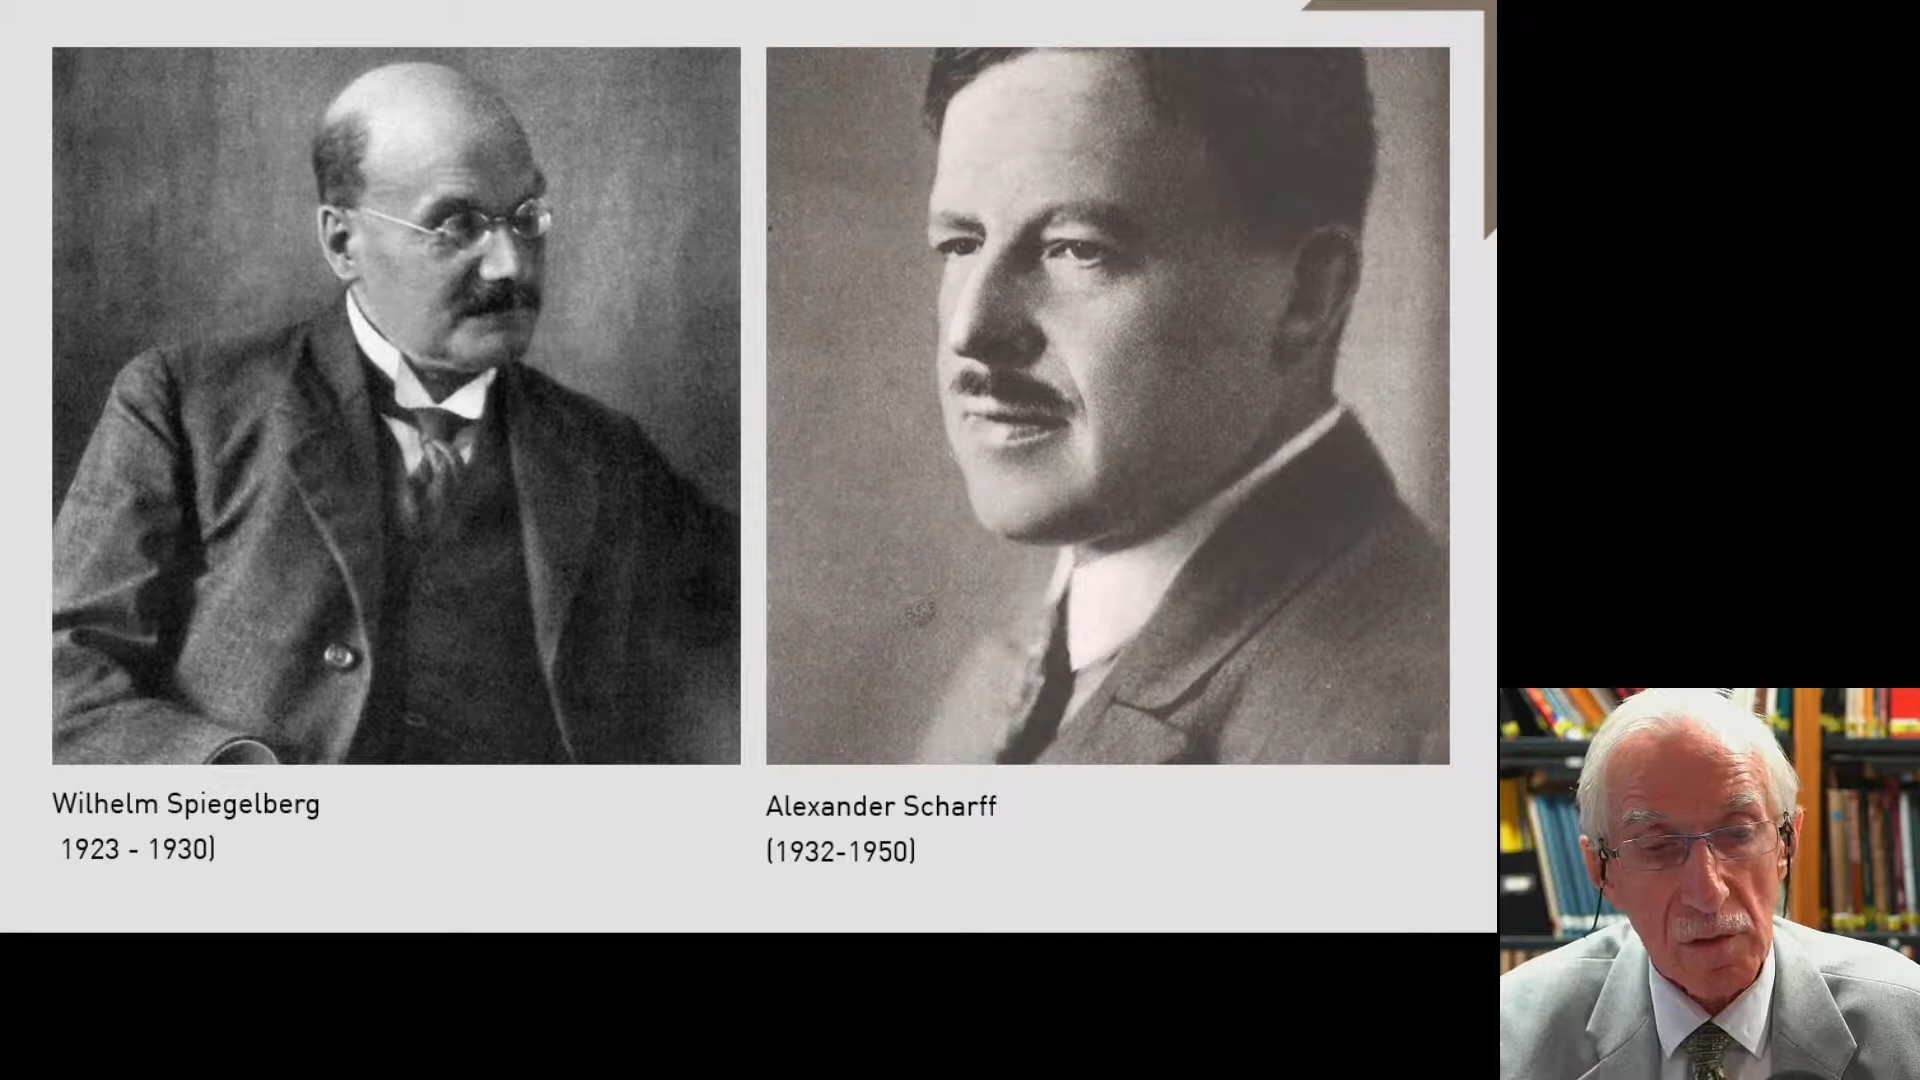 Wilhelm Spiegelberg
1923 - 1930)
Alexander Scharff
(1932-1950)